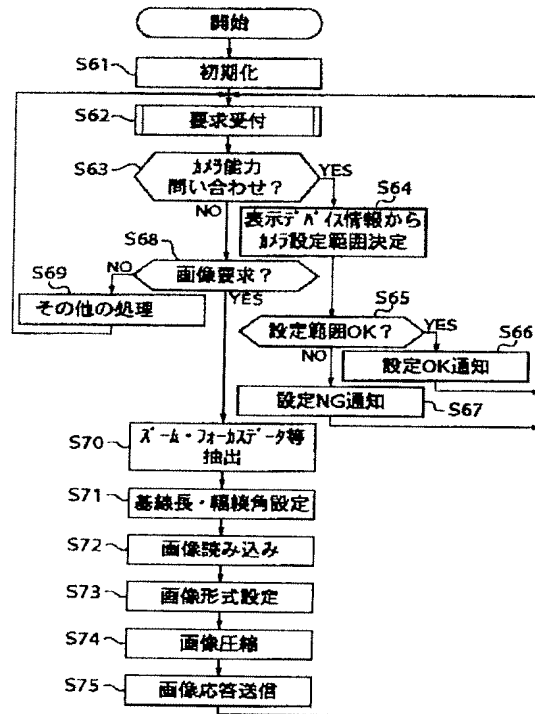 開始
S61
初期化
S62
要求受付
S63
カメラ能力
問い合わせ？
YES
NO
S64
表示デバイス情報から
カメラ設定範囲決定
S68
画像要求？
NO
YES
S69
その他の処理
S65
設定範囲OK？
YES
NO
S66
設定OK通知
設定NG通知
S67
S70
ズーム・フォーカスデータ等
抽出
S71
基線長・輻輳角設定
S72
画像読み込み
S73
画像形式設定
S74
画像圧縮
S75
画像応答送信